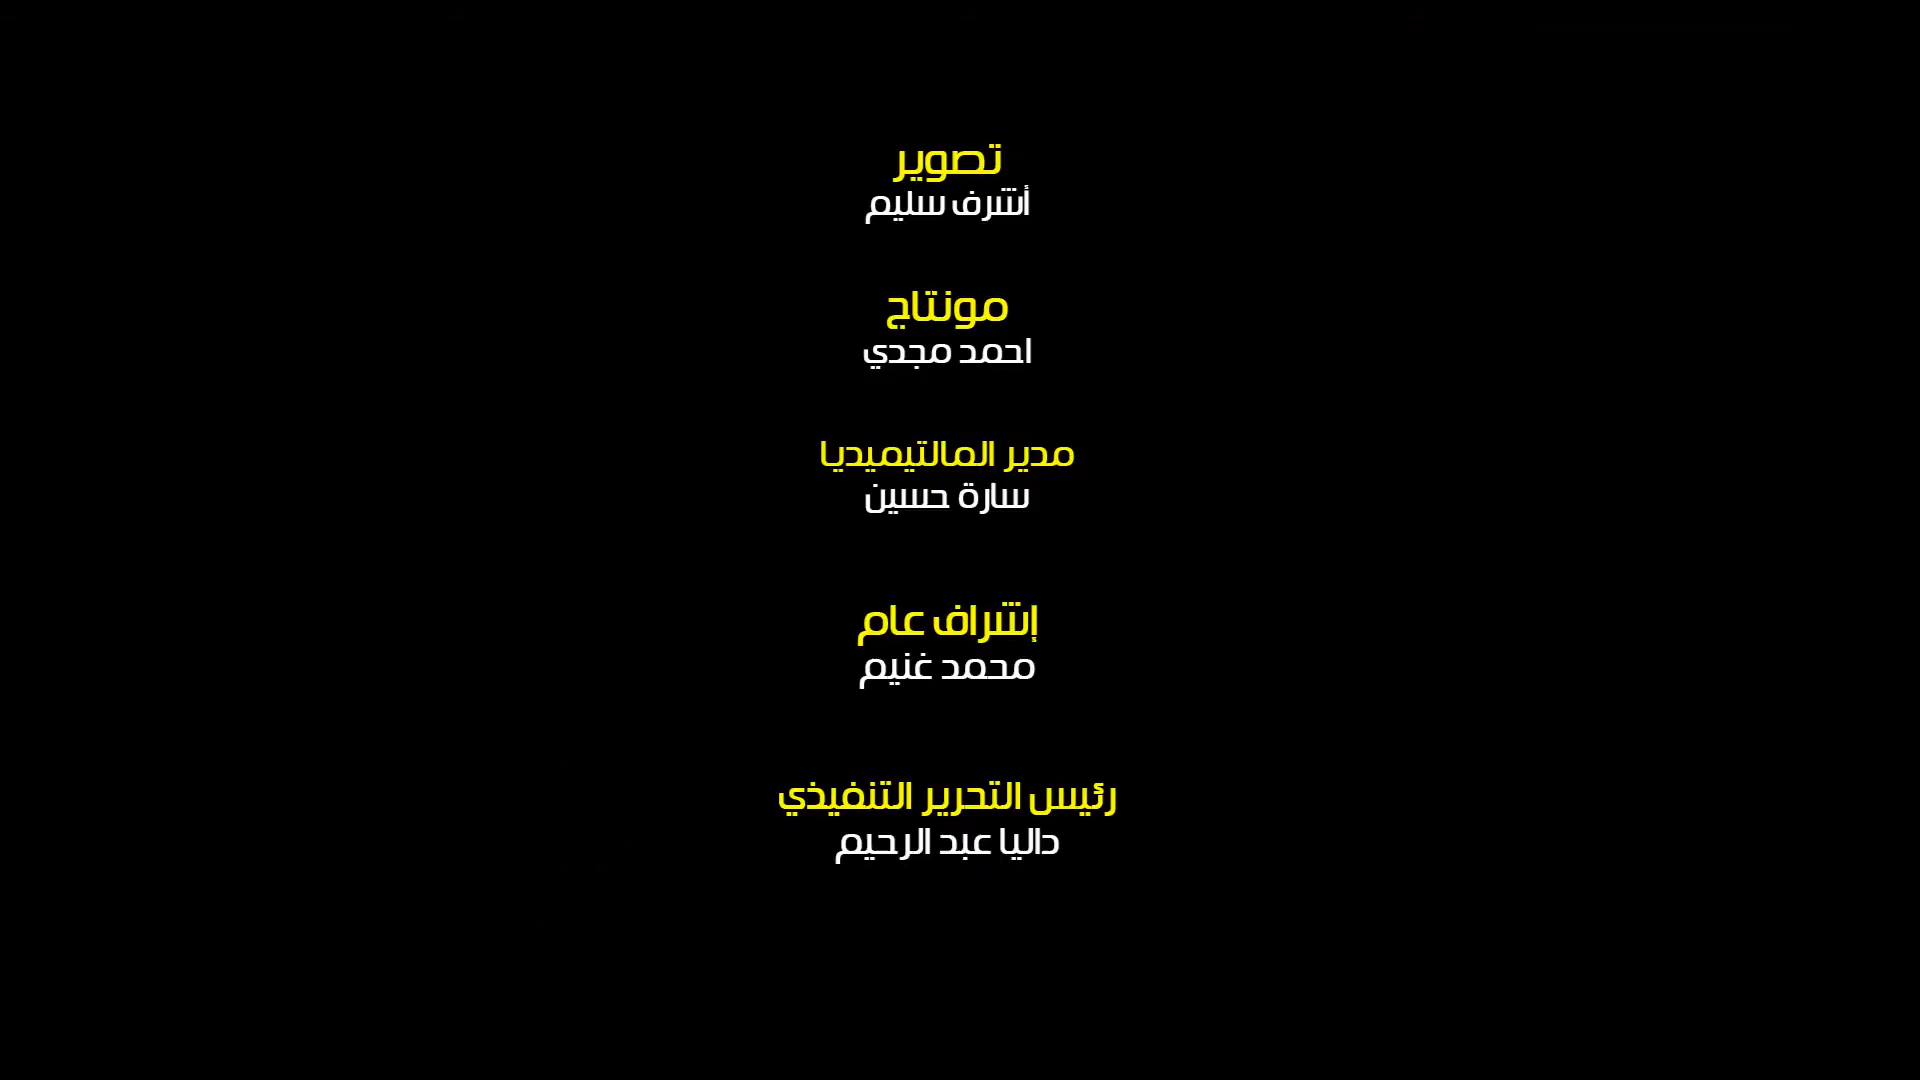 تصوير
أشرف سليم
مونتاج
احمد مجدي
مدير المالتيميديا
سارة حسين
إشراف عام
محمد غنيم
رئيس التحرير التنفيذي
داليا عبد الرحيم